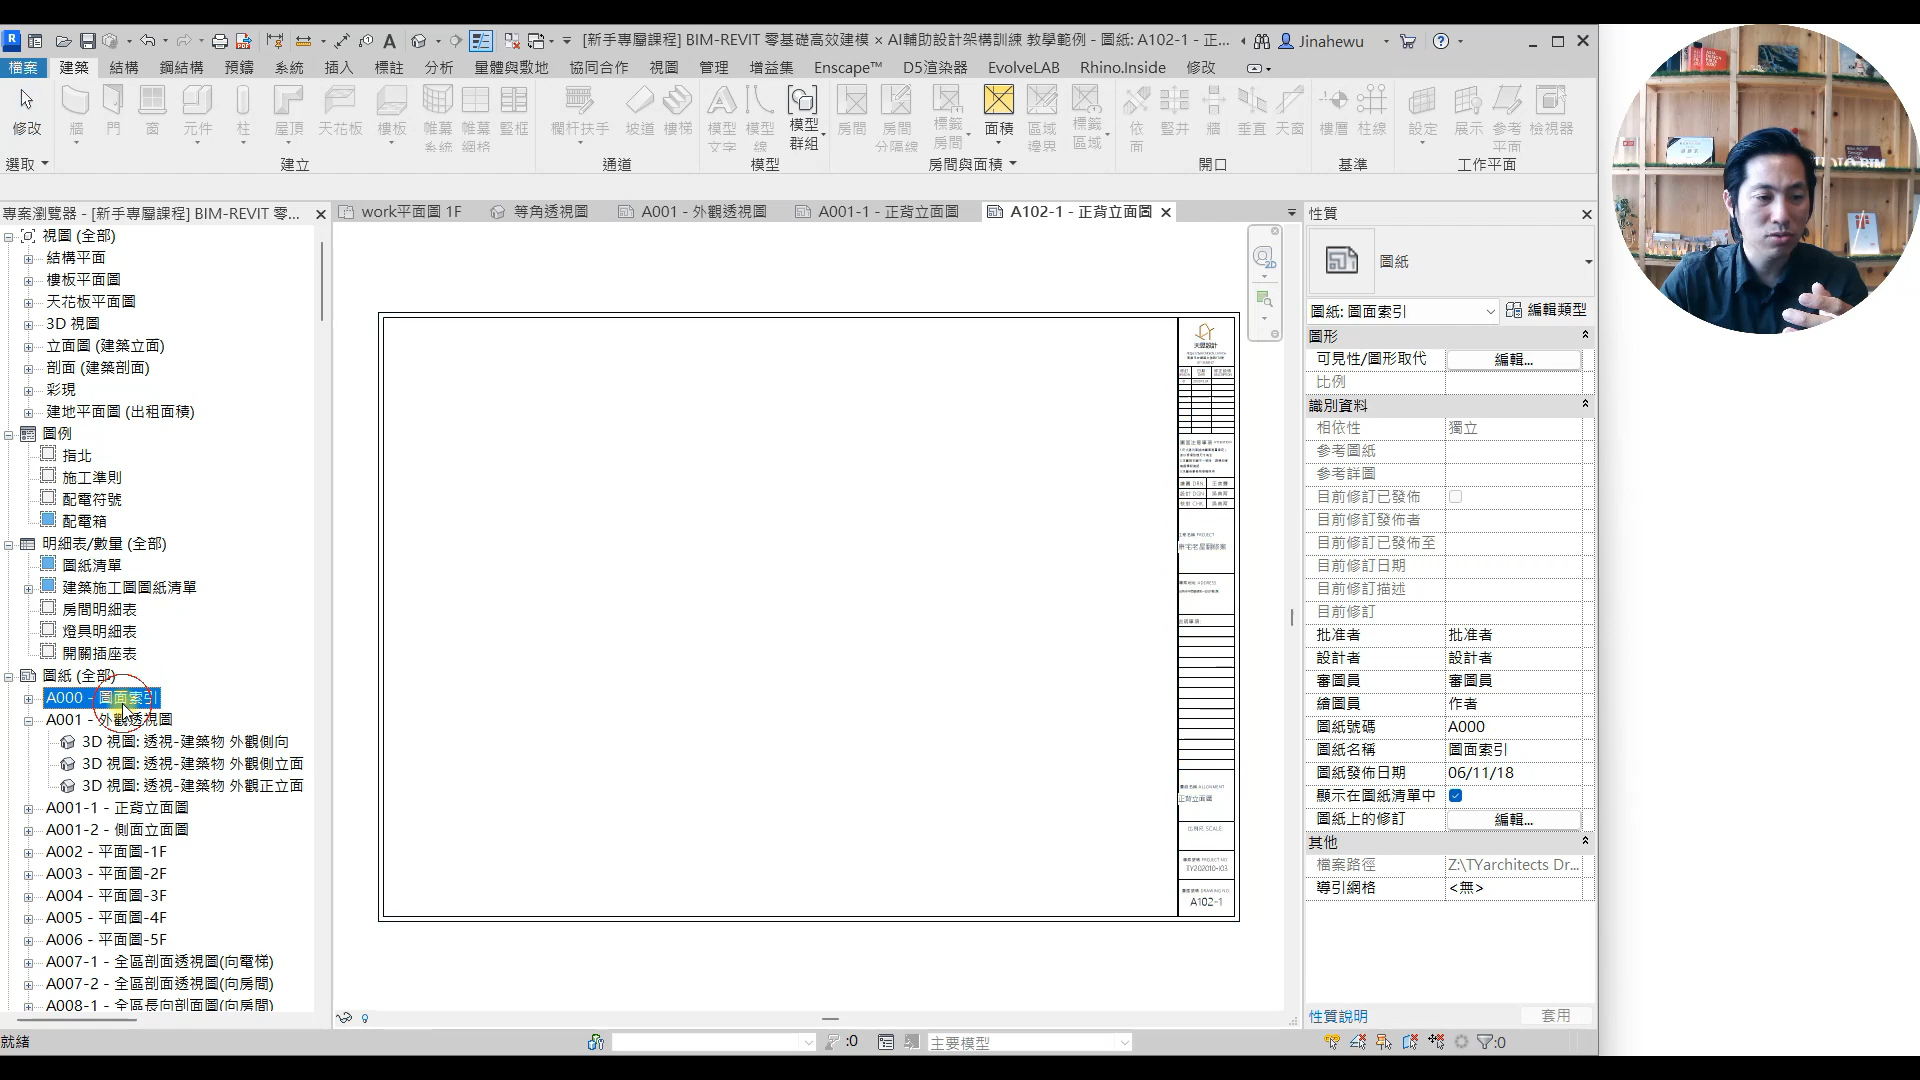 [新手專屬課程] BIM-REVIT 零基礎高效建模 × AI輔助設計架構訓練 教學範例 - 圖紙: A102-1 - 正...
Jinahewu
檔案 建築 結構 鋼結構 預鑄 系統 插入 標註 分析 量體與敷地 協同合作 視圖 管理 增益集 Enscape™ D5渲染器 EvolveLAB Rhino.Inside 修改
修改 牆 門 窗 元件 柱 屋頂 天花板 樓板 帷幕系統 帷幕網格 豎框 欄杆扶手 坡道 樓梯 模型文字 模型線 模型群組 房間 房間分隔線 標籤房間 面積 區域邊界 標籤區域 依面 豎井 牆 垂直 天窗 樓層 柱線 設定 展示 參考平面 檢視器
選取 建立 通道 模型 房間與面積 開口 基準 工作平面
專案瀏覽器 - [新手專屬課程] BIM-REVIT 零...
work平面圖 1F 等角透視圖 A001 - 外觀透視圖 A001-1 - 正背立面圖 A102-1 - 正背立面圖
視圖 (全部)
結構平面
樓板平面圖
天花板平面圖
3D 視圖
立面圖 (建築立面)
剖面 (建築剖面)
彩現
建地平面圖 (出租面積)
圖例
指北
施工準則
配電符號
配電箱
明細表/數量 (全部)
圖紙清單
建築施工圖圖紙清單
房間明細表
燈具明細表
開關插座表
圖紙 (全部)
A000 - 圖面索引
A001 - 外觀透視圖
3D 視圖: 透視-建築物 外觀側向
3D 視圖: 透視-建築物 外觀側立面
3D 視圖: 透視-建築物 外觀正立面
A001-1 - 正背立面圖
A001-2 - 側面立面圖
A002 - 平面圖-1F
A003 - 平面圖-2F
A004 - 平面圖-3F
A005 - 平面圖-4F
A006 - 平面圖-5F
A007-1 - 全區剖面透視圖(向電梯)
A007-2 - 全區剖面透視圖(向房間)
A008-1 - 全區長向剖面圖(向房間)
2D
正背立面圖
比例尺 SCALE:
TY202010-I03
A102-1
性質
圖紙
圖紙: 圖面索引 編輯類型
圖形
可見性/圖形取代 編輯...
比例
識別資料
相依性 獨立
參考圖紙
參考詳圖
目前修訂已發佈
目前修訂發佈者
目前修訂已發佈至
目前修訂日期
目前修訂描述
目前修訂
批准者 批准者
設計者 設計者
審圖員 審圖員
繪圖員 作者
圖紙號碼 A000
圖紙名稱 圖面索引
圖紙發佈日期 06/11/18
顯示在圖紙清單中
圖紙上的修訂 編輯...
其他
檔案路徑 Z:\TYarchitects Dr...
導引網格 <無>
性質說明 套用
就緒 :0 主要模型 :0